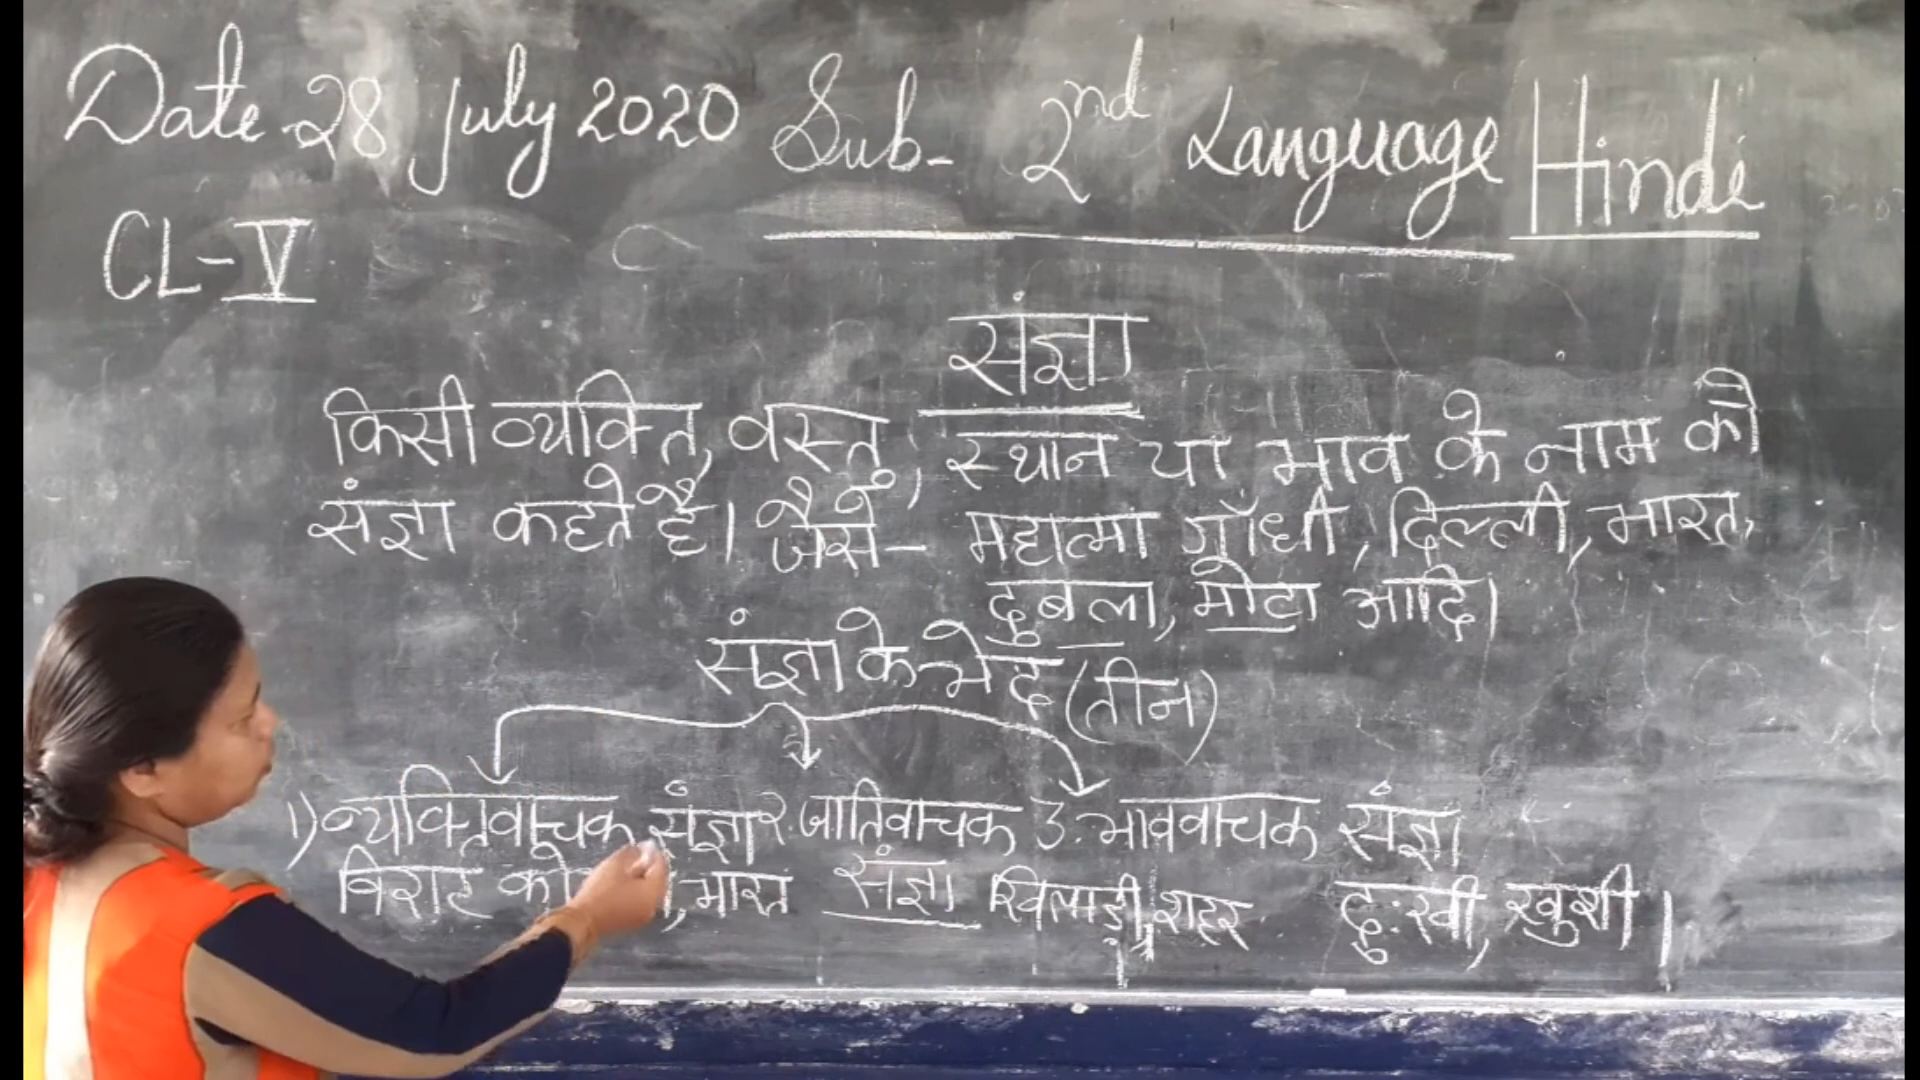 Date-28 July 2020 Sub- 2nd Language Hindi
CL-V
संज्ञा
किसी व्यक्ति, वस्तु, स्थान या भाव के नाम को
संज्ञा कहते है। जैसे- महात्मा गाँधी, दिल्ली, भारत,
दुबला, मोटा आदि।
संज्ञा के भेद (तीन)
1) व्यक्तिवाचक संज्ञा २. जातिवाचक 3. भाववाचक संज्ञा
विराट, भारत संज्ञा खिलाड़ी, शहर दुःखी, खुशी।